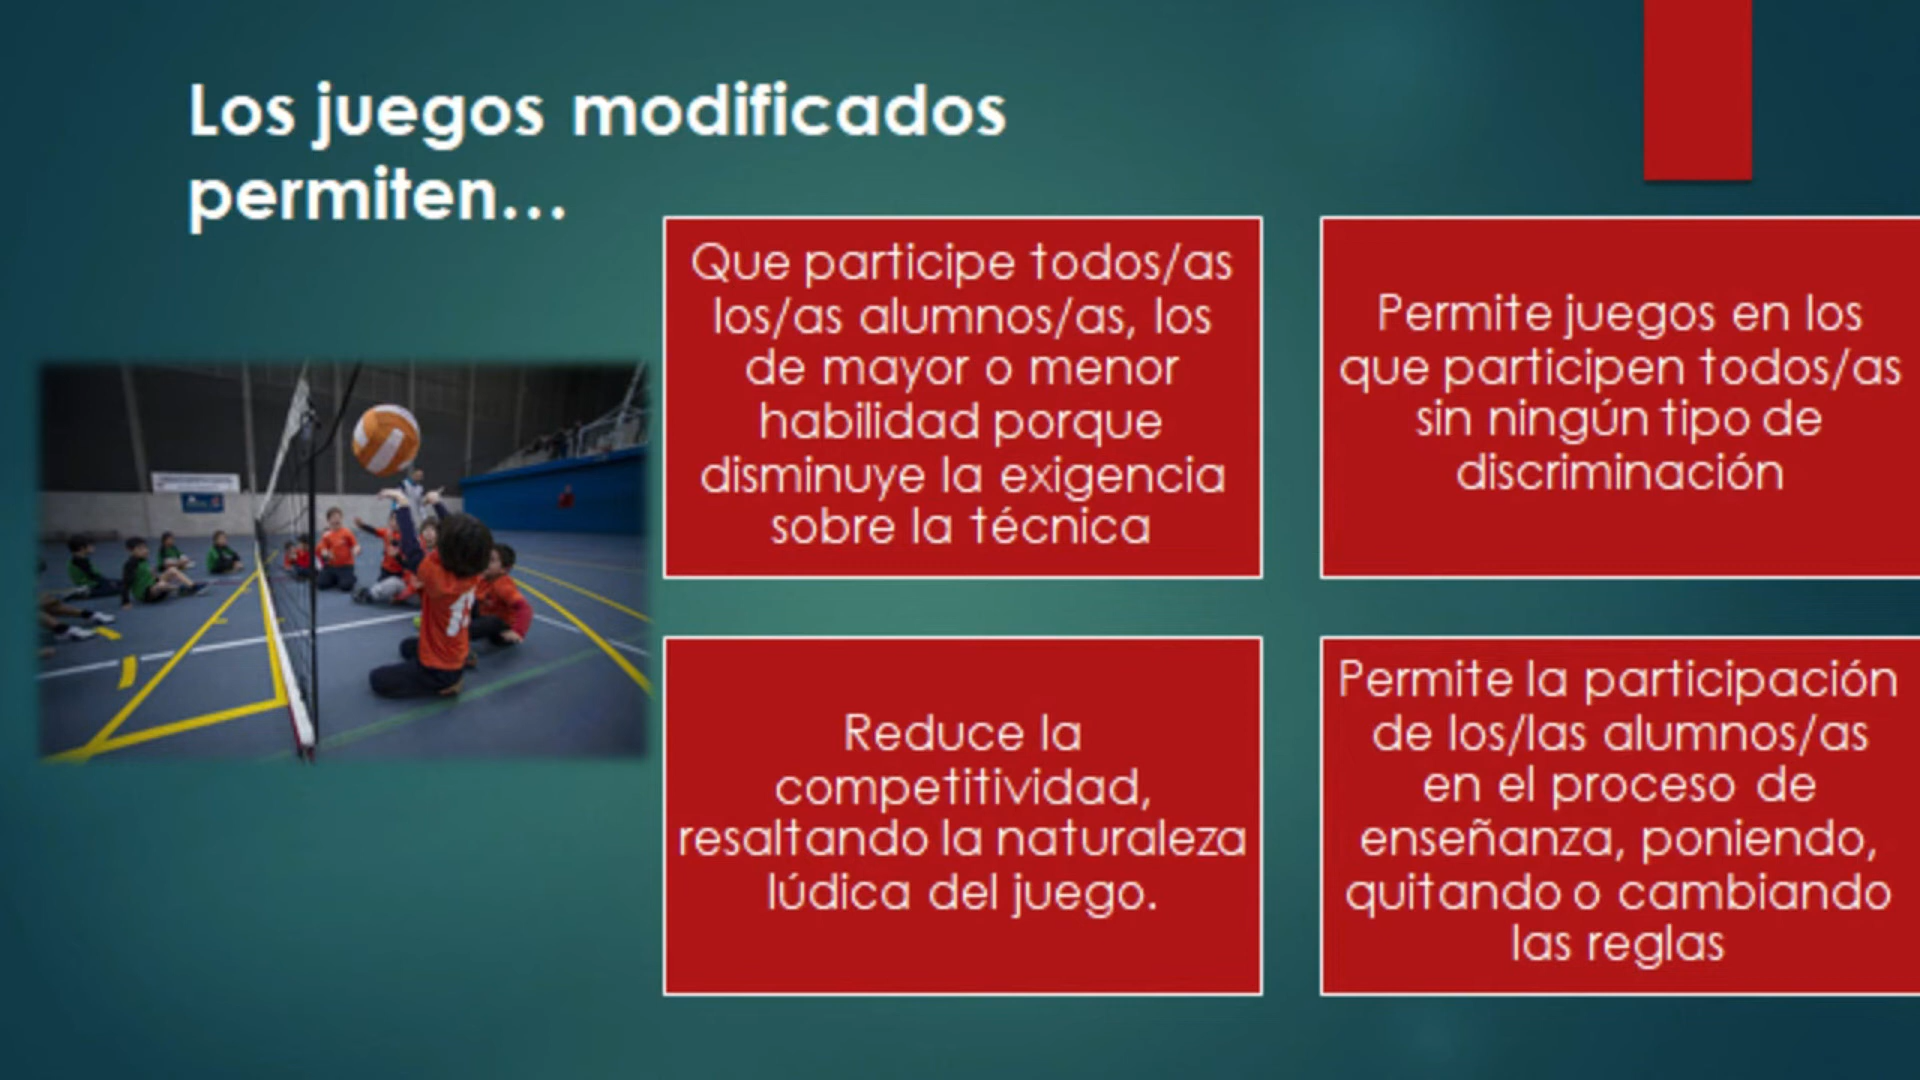 Los juegos modificados
permiten...
Que participe todos/as
los/as alumnos/as, los
de mayor o menor
habilidad porque
disminuye la exigencia
sobre la técnica
Permite juegos en los
que participen todos/as
sin ningún tipo de
discriminación
Reduce la
competitividad,
resaltando la naturaleza
lúdica del juego.
Permite la participación
de los/las alumnos/as
en el proceso de
enseñanza, poniendo,
quitando o cambiando
las reglas